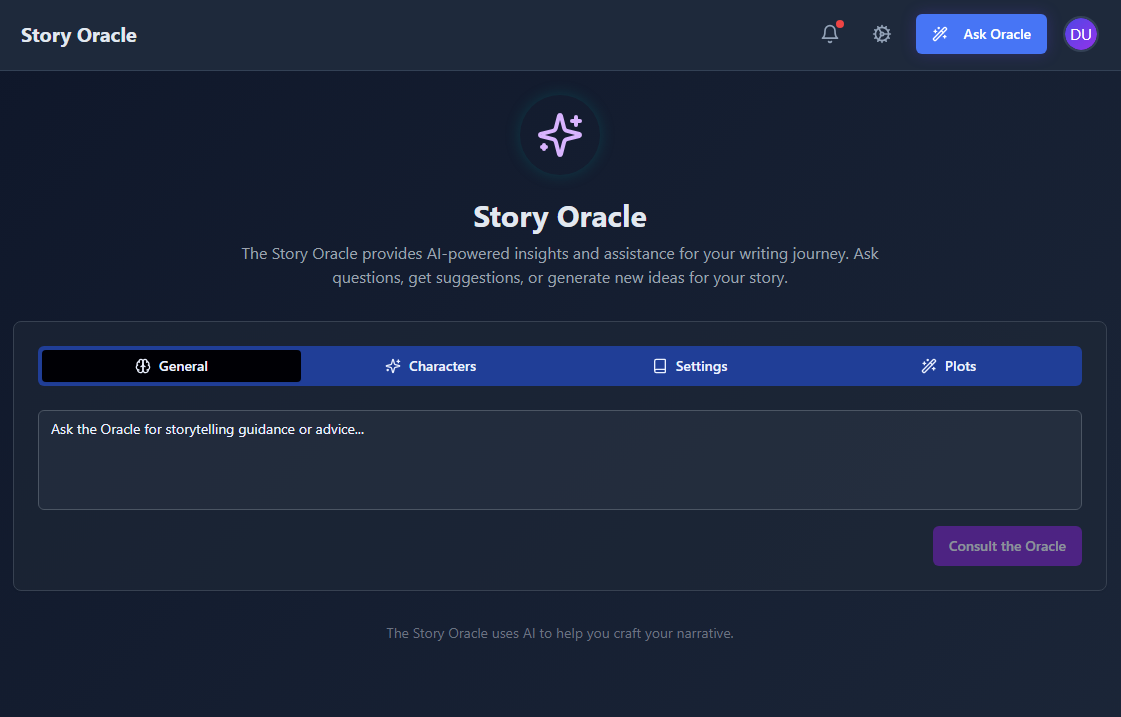 Story Oracle
Ask Oracle
DU
Story Oracle
The Story Oracle provides AI-powered insights and assistance for your writing journey. Ask
questions, get suggestions, or generate new ideas for your story.
General
Characters
Settings
Plots
Ask the Oracle for storytelling guidance or advice...
Consult the Oracle
The Story Oracle uses AI to help you craft your narrative.